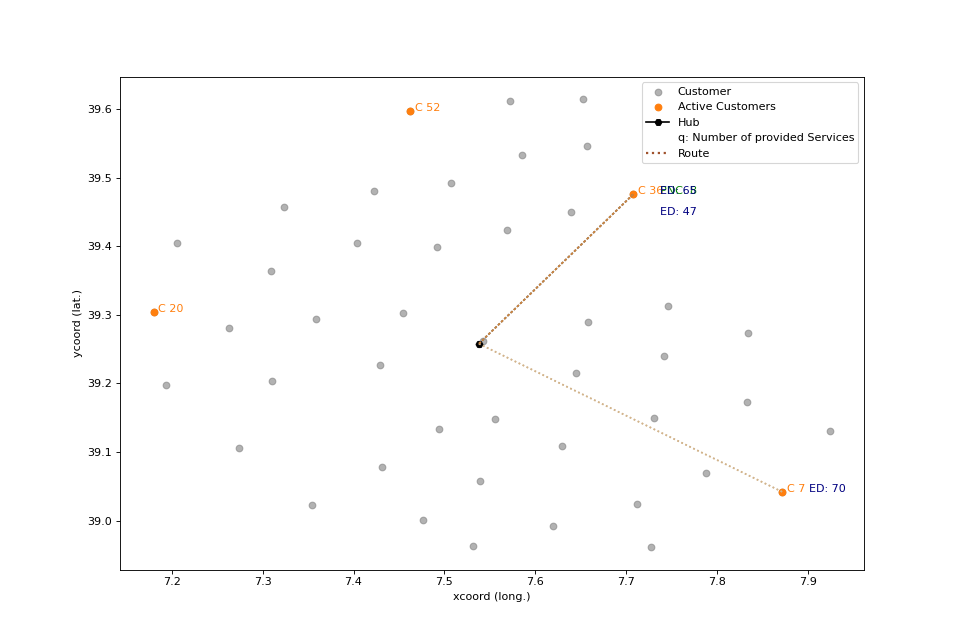 39.6
39.5
39.4
39.3
39.2
39.1
39.0
7.2
7.3
7.4
7.5
7.6
7.7
7.8
7.9
xcoord (long.)
ycoord (lat.)
Customer
Active Customers
Hub
q: Number of provided Services
Route
C 52
C 36
ED: 47
C 20
C 7 ED: 70